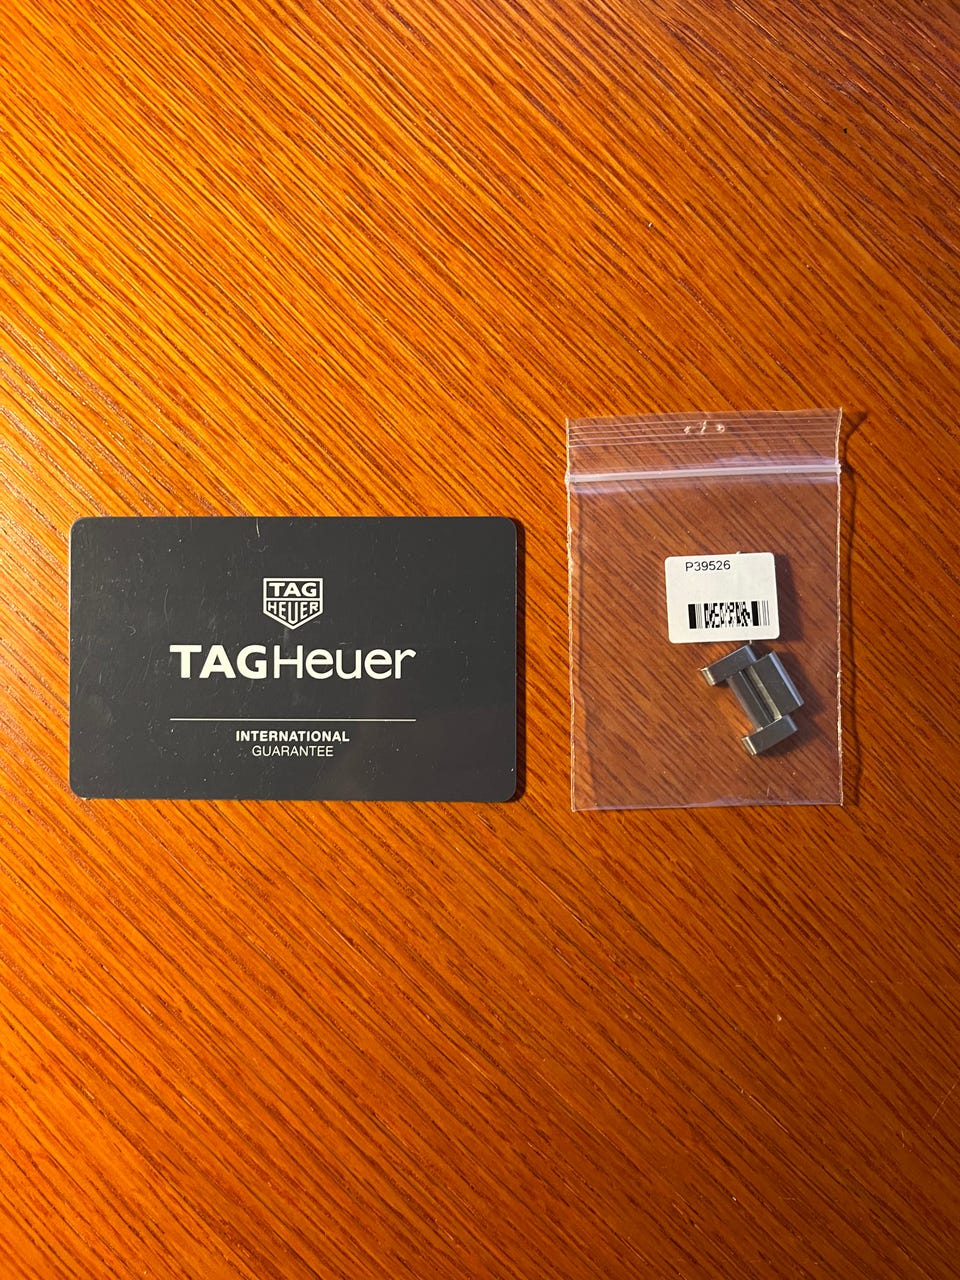 TAG
HEUER
TAGHeuer
INTERNATIONAL
GUARANTEE
P39526